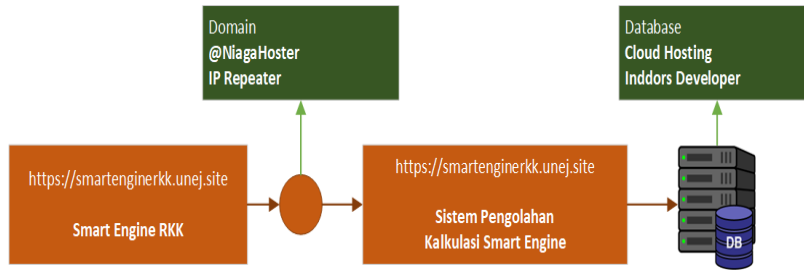 Domain
@NiagaHoster
IP Repeater
Database
Cloud Hosting
Inddors Developer
https://smartenginerkk.unej.site
Smart Engine RKK
https://smartenginerkk.unej.site
Sistem Pengolahan
Kalkulasi Smart Engine
DB